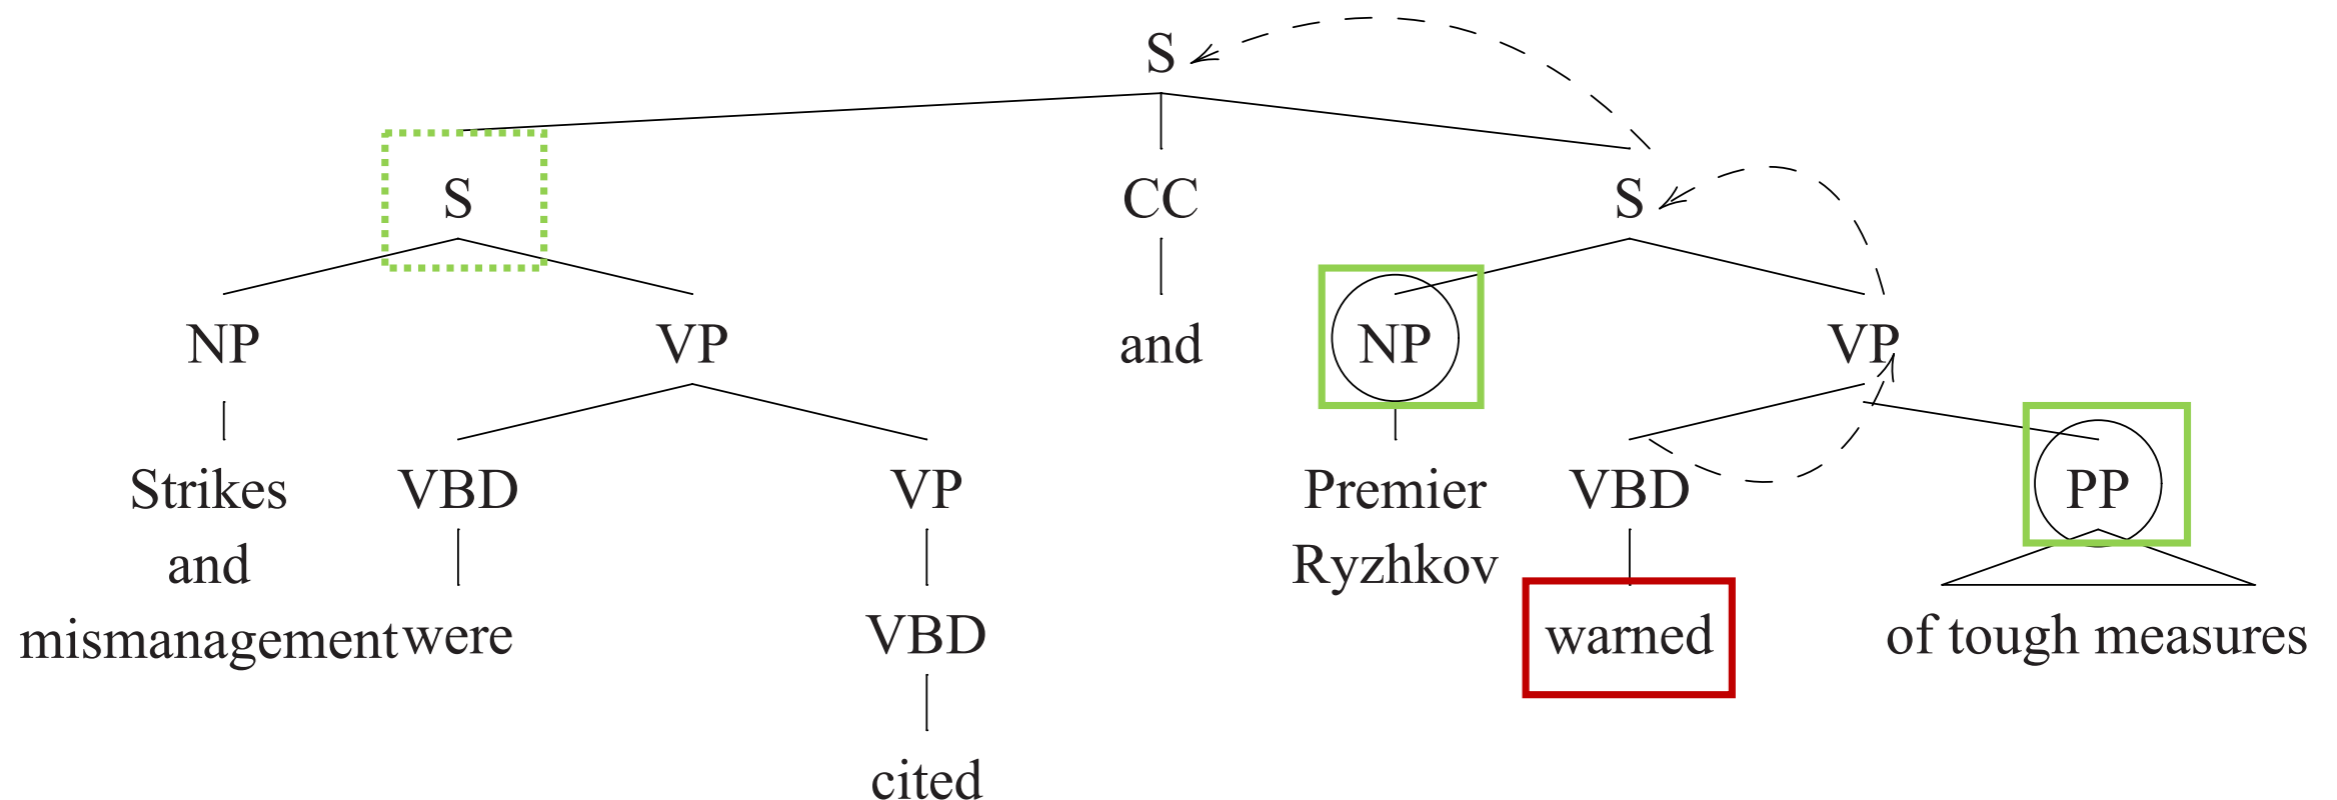 S
S CC S
NP VP and NP VP
Strikes VBD VP Premier VBD PP
and Ryzhkov
mismanagement were VBD warned of tough measures
cited